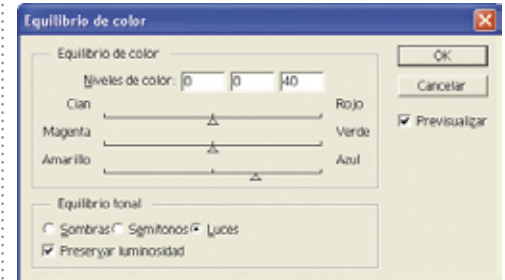 Equilibrio de color
Equilibrio de color
OK
Niveles de color: 0 0 40
Cancelar
Cian Rojo
Previsualizar
Magenta Verde
Amarillo Azul
Equilibrio tonal
Sombras Semitonos Luces
Preservar luminosidad